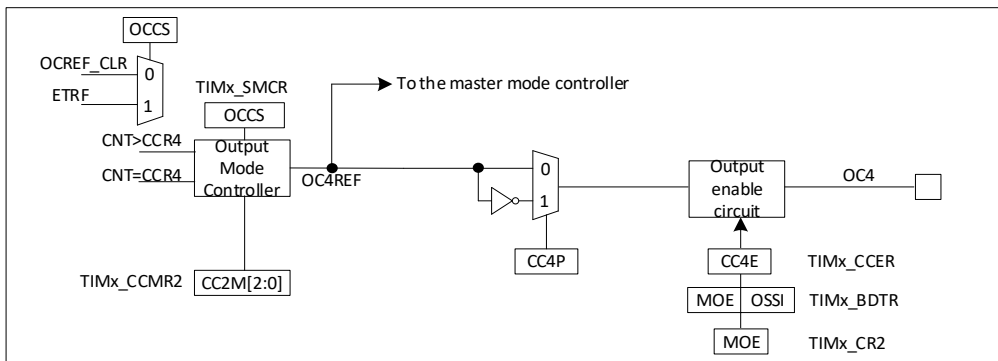 OCCS
OCREF_CLR
0
ETRF
1
To the master mode controller
TIMx_SMCR
OCCS
CNT>CCR4
CNT=CCR4
Output
Mode
Controller
OC4REF
0
1
Output
enable
circuit
OC4
CC4P
CC4E
TIMx_CCER
TIMx_CCMR2
CC2M[2:0]
MOE
OSSI
TIMx_BDTR
MOE
TIMx_CR2